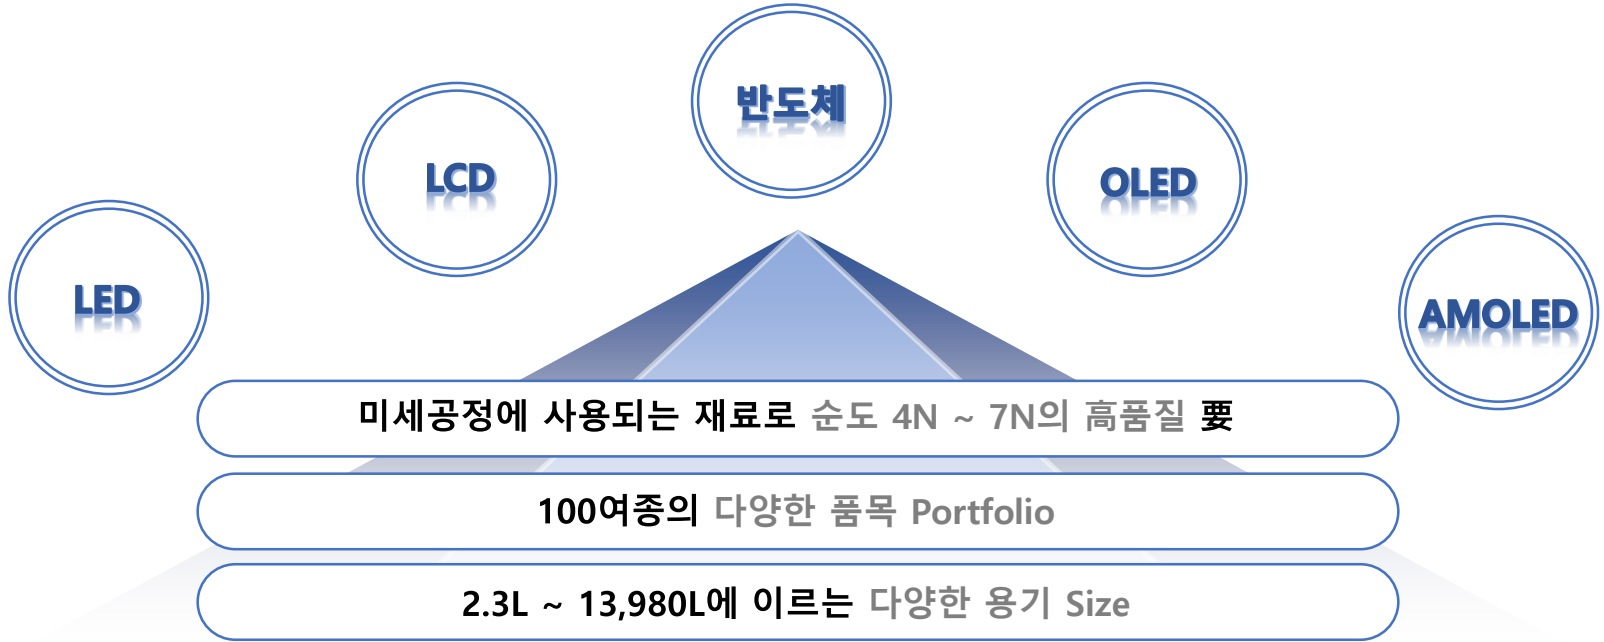 반도체
LCD
OLED
LED
AMOLED
미세공정에 사용되는 재료로 순도 4N ~ 7N의 高품질 要
100여종의 다양한 품목 Portfolio
2.3L ~ 13,980L에 이르는 다양한 용기 Size